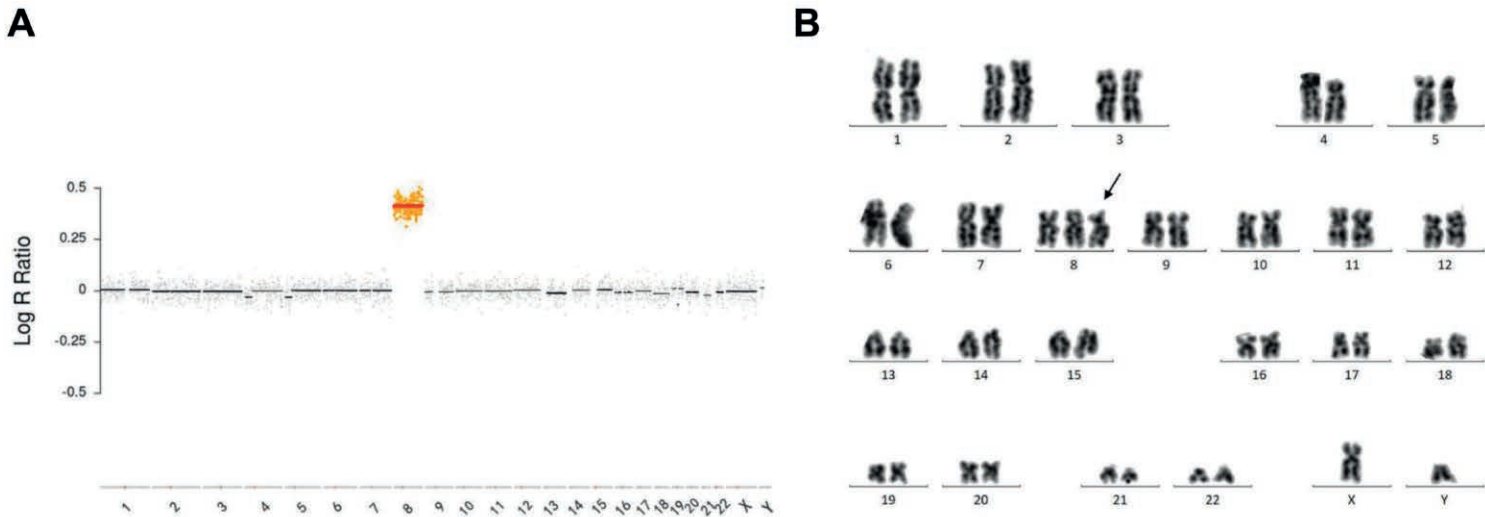 A
0.5
0.25
0
-0.25
-0.5
Log R Ratio
1 2 3 4 5 6 7 8 9 10 11 12 13 14 15 16 17 18 19 20 21 22 X Y
B
1 2 3 4 5
6 7 8 9 10 11 12
13 14 15 16 17 18
19 20 21 22 X Y